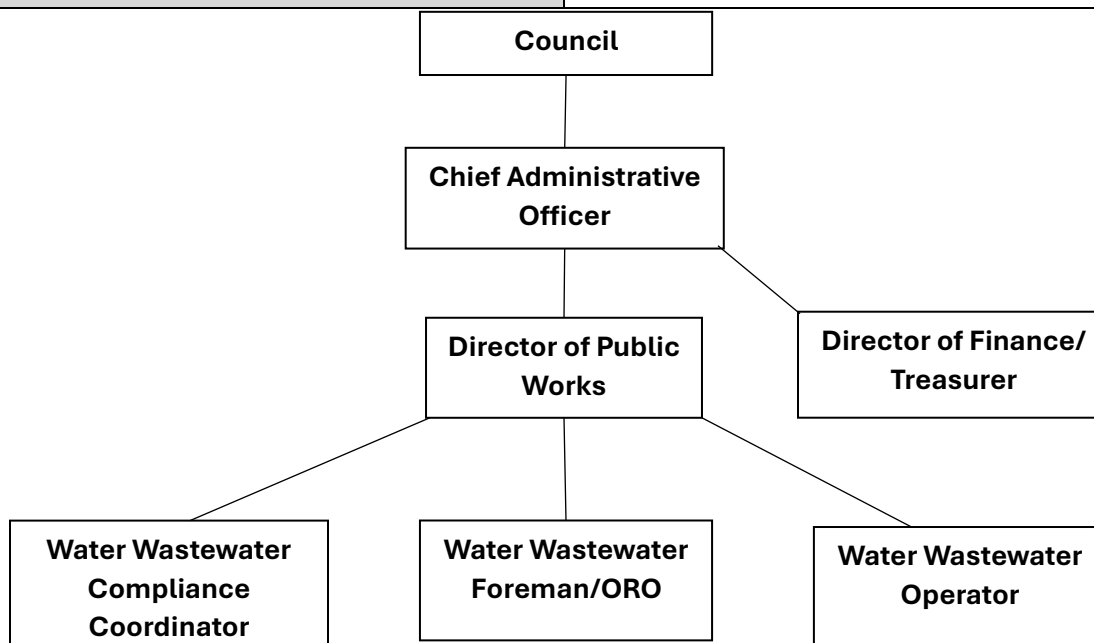 Council
Chief Administrative
Officer
Director of Public
Works
Director of Finance/
Treasurer
Water Wastewater
Compliance
Coordinator
Water Wastewater
Foreman/ORO
Water Wastewater
Operator